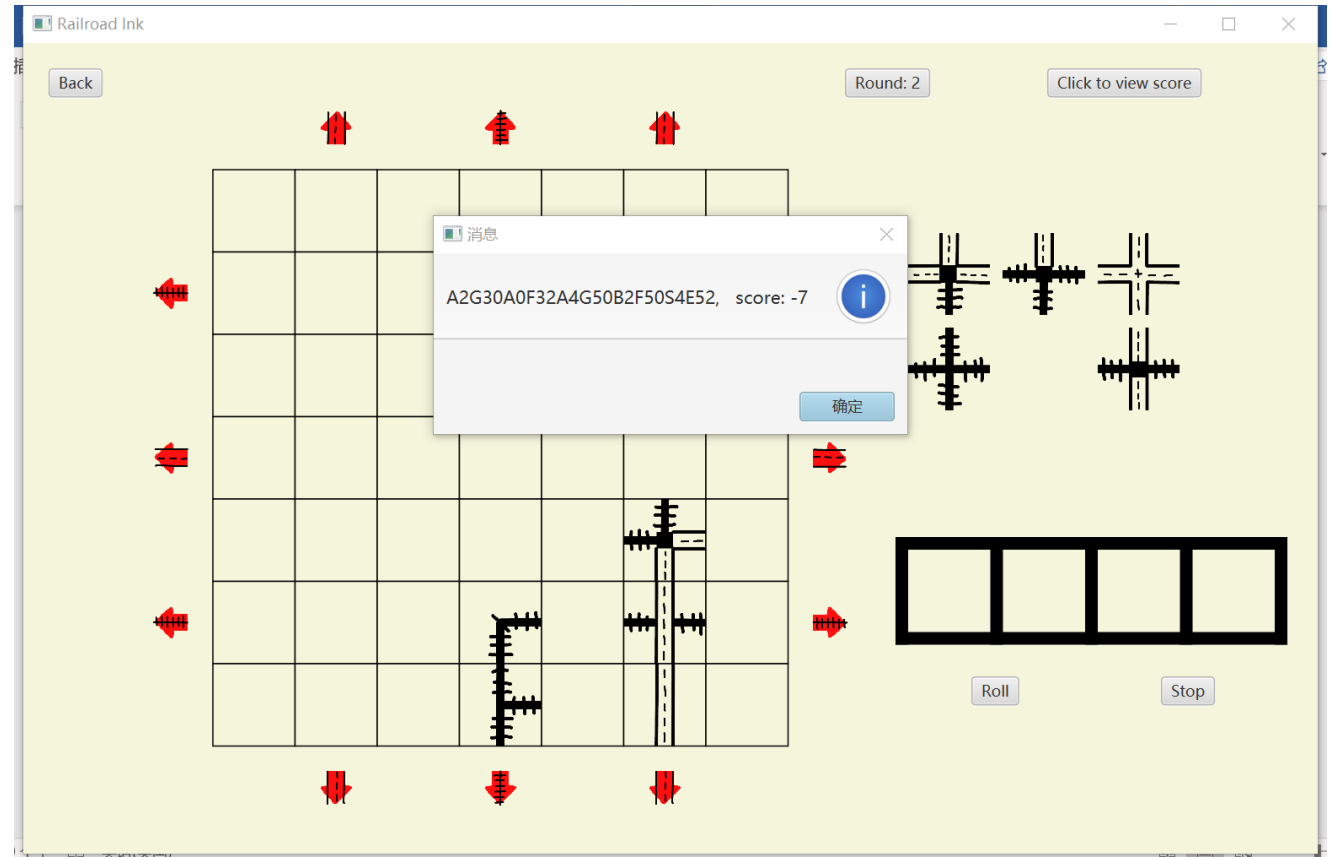 Railroad Ink
Back
Round: 2
Click to view score
消息
A2G30A0F32A4G50B2F50S4E52, score: -7
确定
Roll
Stop